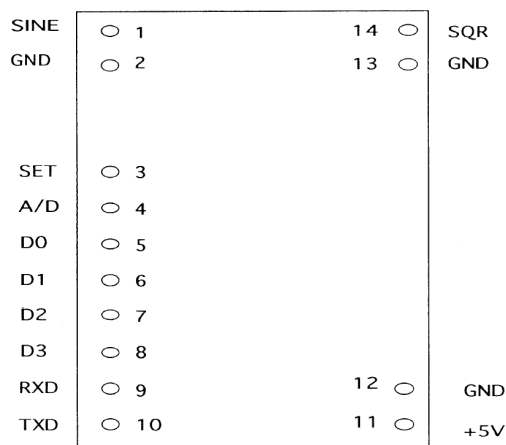 SINE 1 14 SQR
GND 2 13 GND
SET 3
A/D 4
D0 5
D1 6
D2 7
D3 8
RXD 9 12 GND
TXD 10 11 +5V